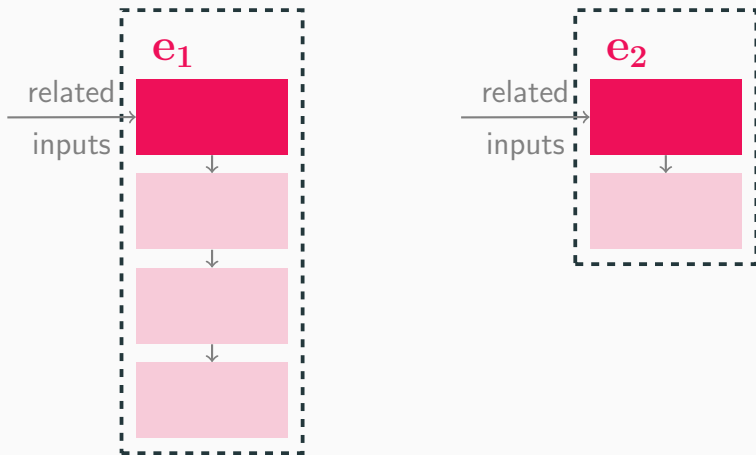 e₁
related
inputs
e₂
related
inputs